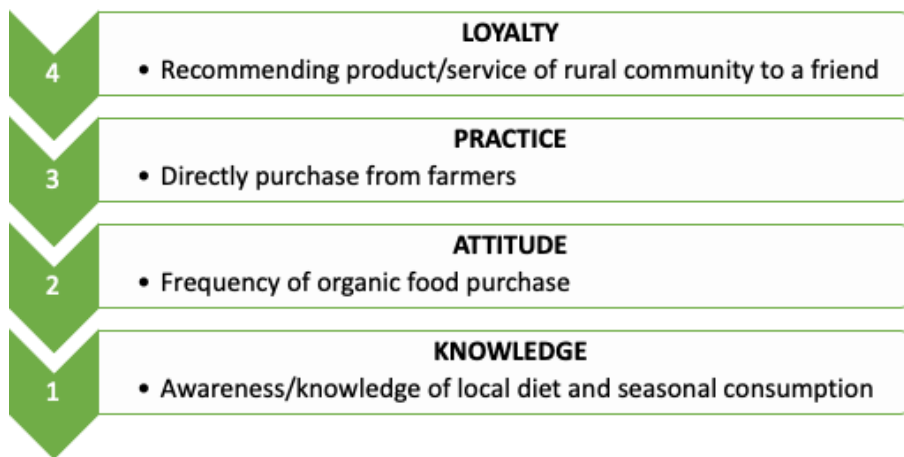 LOYALTY
4
• Recommending product/service of rural community to a friend
PRACTICE
3
• Directly purchase from farmers
ATTITUDE
2
• Frequency of organic food purchase
KNOWLEDGE
1
• Awareness/knowledge of local diet and seasonal consumption